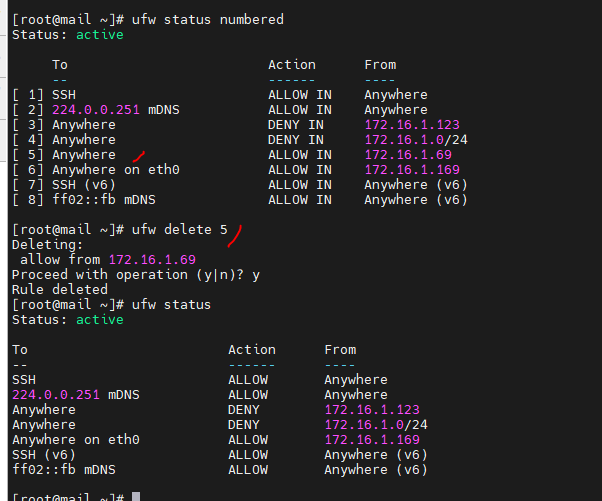 [root@mail ~]# ufw status numbered
Status: active
To Action From
-- ------ ----
[ 1] SSH ALLOW IN Anywhere
[ 2] 224.0.0.251 mDNS ALLOW IN Anywhere
[ 3] Anywhere DENY IN 172.16.1.123
[ 4] Anywhere DENY IN 172.16.1.0/24
[ 5] Anywhere ALLOW IN 172.16.1.69
[ 6] Anywhere on eth0 ALLOW IN 172.16.1.169
[ 7] SSH (v6) ALLOW IN Anywhere (v6)
[ 8] ff02::fb mDNS ALLOW IN Anywhere (v6)
[root@mail ~]# ufw delete 5
Deleting:
allow from 172.16.1.69
Proceed with operation (y|n)? y
Rule deleted
[root@mail ~]# ufw status
Status: active
To Action From
-- ------ ----
SSH ALLOW Anywhere
224.0.0.251 mDNS ALLOW Anywhere
Anywhere DENY 172.16.1.123
Anywhere DENY 172.16.1.0/24
Anywhere on eth0 ALLOW 172.16.1.169
SSH (v6) ALLOW Anywhere (v6)
ff02::fb mDNS ALLOW Anywhere (v6)
[root@mail ~]#